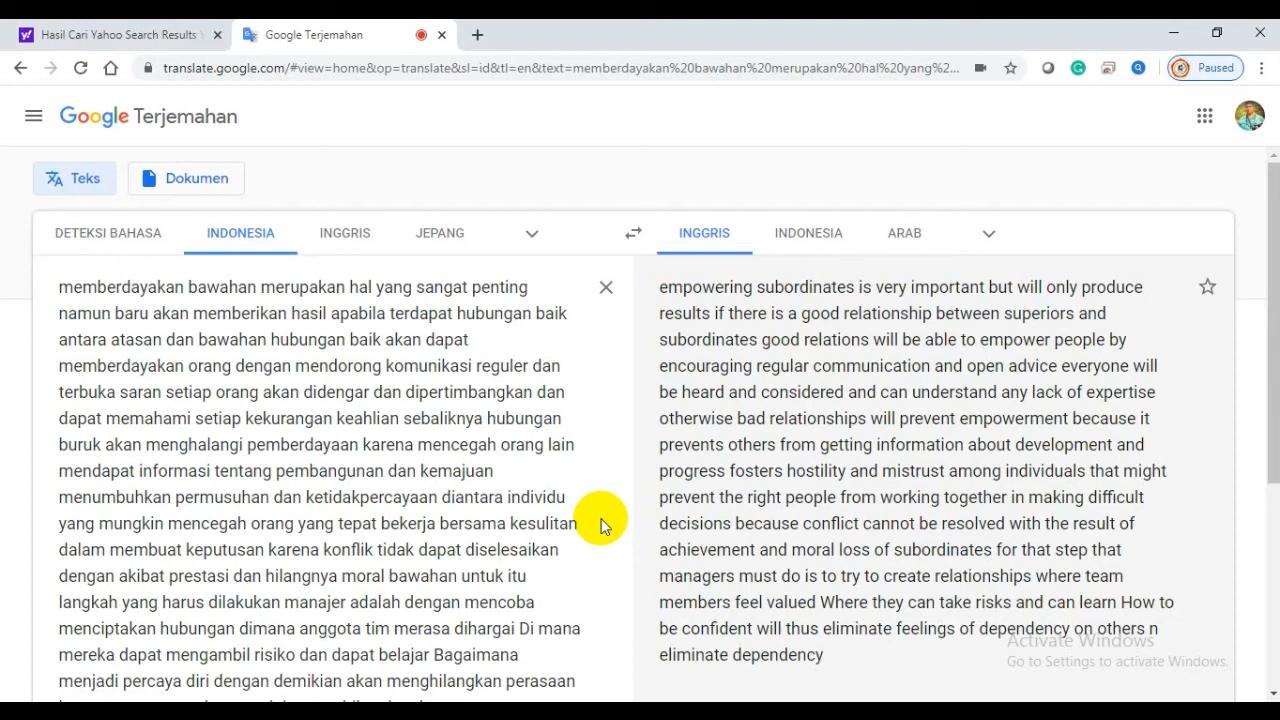 Hasil Cari Yahoo Search Results
Google Terjemahan
translate.google.com/#view=home&op=translate&sl=id&tl=en&text=memberdayakan%20bawahan%20merupakan%20hal%20yang%2...
Paused
Google Terjemahan
Teks
Dokumen
DETEKSI BAHASA
INDONESIA
INGGRIS
JEPANG
INGGRIS
INDONESIA
ARAB
memberdayakan bawahan merupakan hal yang sangat penting
namun baru akan memberikan hasil apabila terdapat hubungan baik
antara atasan dan bawahan hubungan baik akan dapat
memberdayakan orang dengan mendorong komunikasi reguler dan
terbuka saran setiap orang akan didengar dan dipertimbangkan dan
dapat memahami setiap kekurangan keahlian sebaliknya hubungan
buruk akan menghalangi pemberdayaan karena mencegah orang lain
mendapat informasi tentang pembangunan dan kemajuan
menumbuhkan permusuhan dan ketidakpercayaan diantara individu
yang mungkin mencegah orang yang tepat bekerja bersama kesulitan
dalam membuat keputusan karena konflik tidak dapat diselesaikan
dengan akibat prestasi dan hilangnya moral bawahan untuk itu
langkah yang harus dilakukan manajer adalah dengan mencoba
menciptakan hubungan dimana anggota tim merasa dihargai Di mana
mereka dapat mengambil risiko dan dapat belajar Bagaimana
menjadi percaya diri dengan demikian akan menghilangkan perasaan
empowering subordinates is very important but will only produce
results if there is a good relationship between superiors and
subordinates good relations will be able to empower people by
encouraging regular communication and open advice everyone will
be heard and considered and can understand any lack of expertise
otherwise bad relationships will prevent empowerment because it
prevents others from getting information about development and
progress fosters hostility and mistrust among individuals that might
prevent the right people from working together in making difficult
decisions because conflict cannot be resolved with the result of
achievement and moral loss of subordinates for that step that
managers must do is to try to create relationships where team
members feel valued Where they can take risks and can learn How to
be confident will thus eliminate feelings of dependency on others n
eliminate dependency
Activate Windows
Go to Settings to activate Windows.